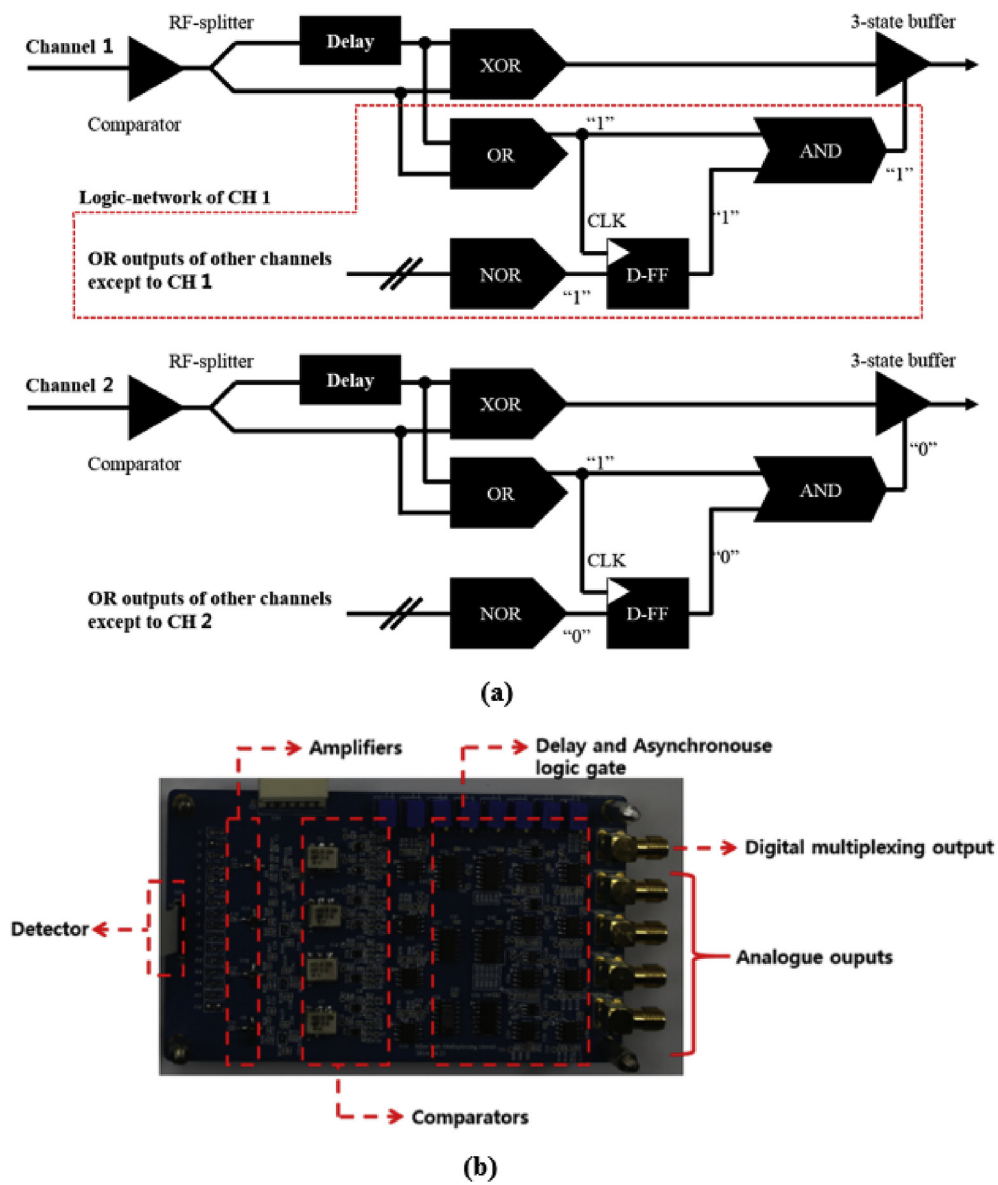 RF-splitter
3-state buffer
Channel 1
Delay
XOR
Comparator
OR
"1"
AND
"1"
Logic-network of CH 1
CLK
"1"
OR outputs of other channels
except to CH 1
NOR
D-FF
"1"
RF-splitter
3-state buffer
Channel 2
Delay
XOR
"0"
Comparator
OR
"1"
AND
CLK
"0"
OR outputs of other channels
except to CH 2
NOR
D-FF
"0"
(a)
Amplifiers
Delay and Asynchronouse
logic gate
Digital multiplexing output
Detector
Analogue ouputs
Comparators
(b)